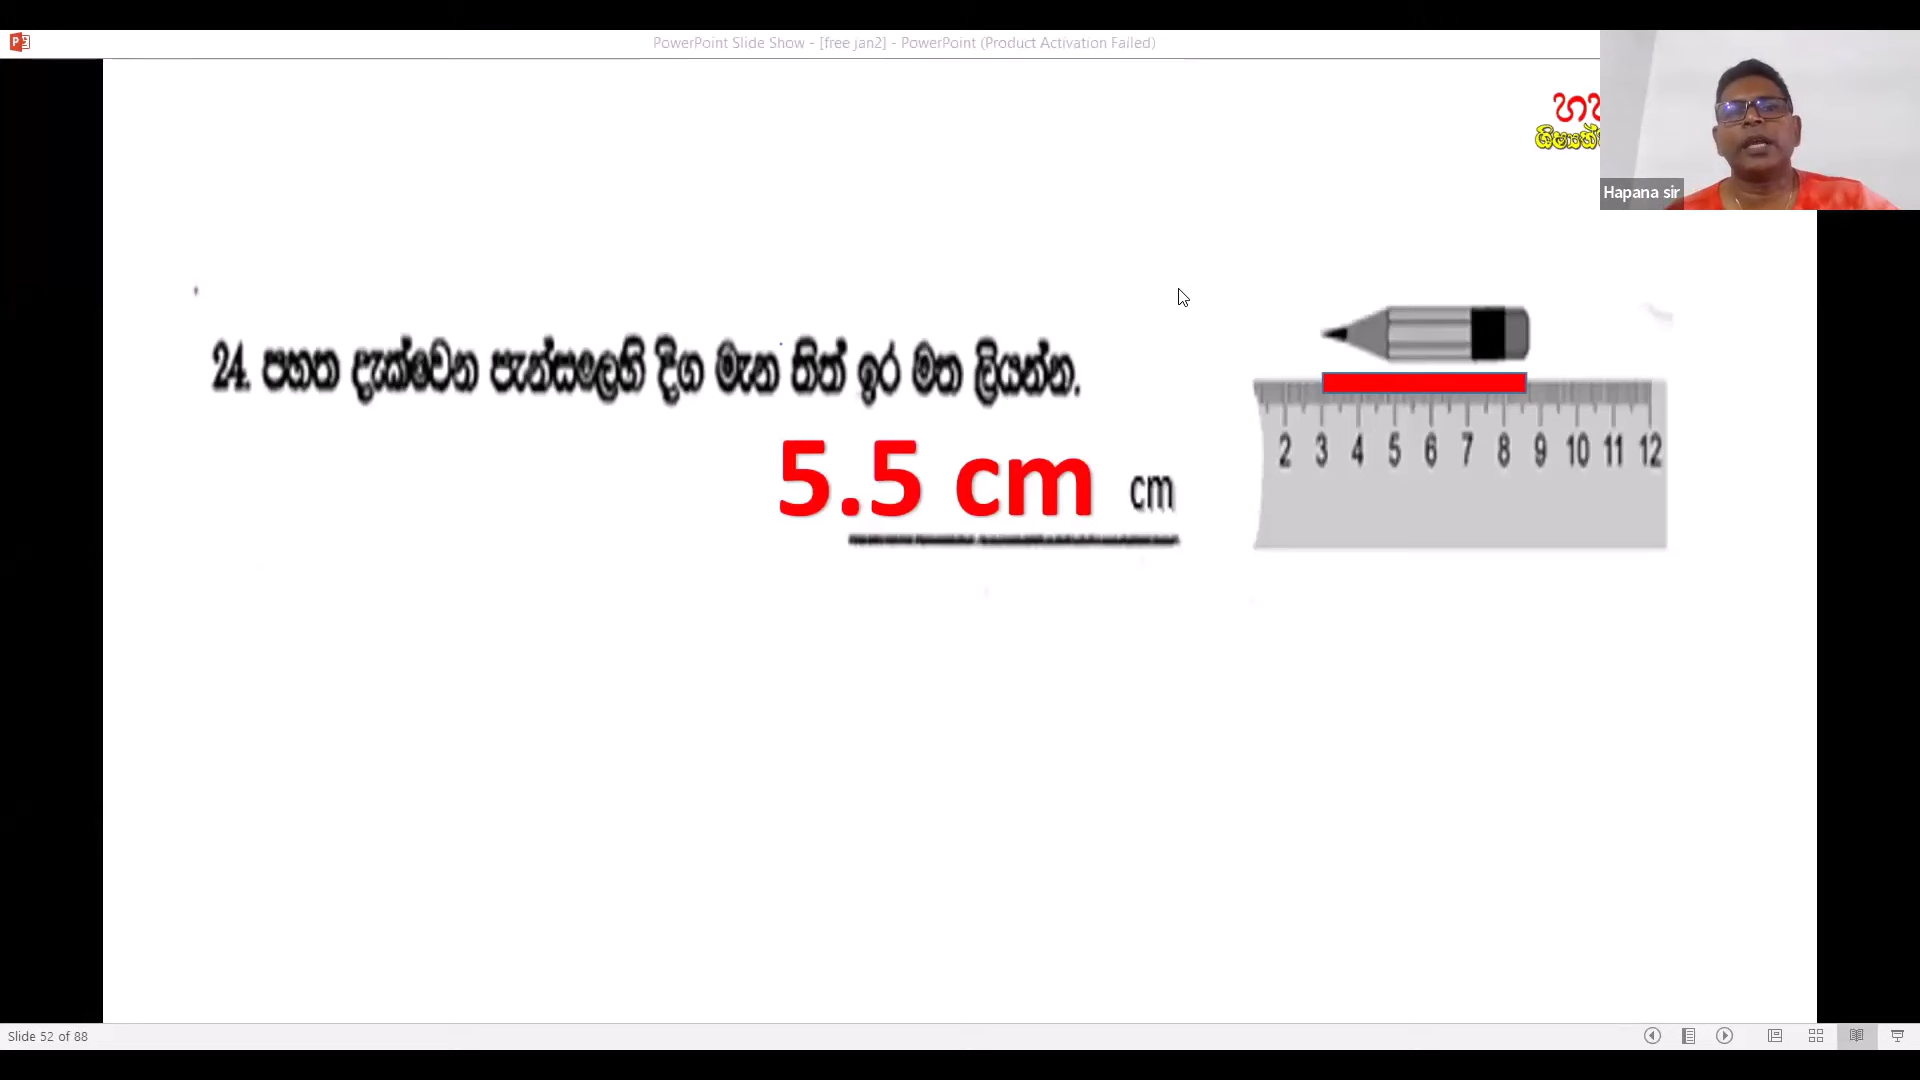 PowerPoint Slide Show - [free jan2] - PowerPoint (Product Activation Failed)
Hapana sir
24. පහත දැක්වෙන පැන්සලෙහි දිග මැන තිත් ඉර මත ලියන්න.
5.5 cm cm
2 3 4 5 6 7 8 9 10 11 12
Slide 52 of 88